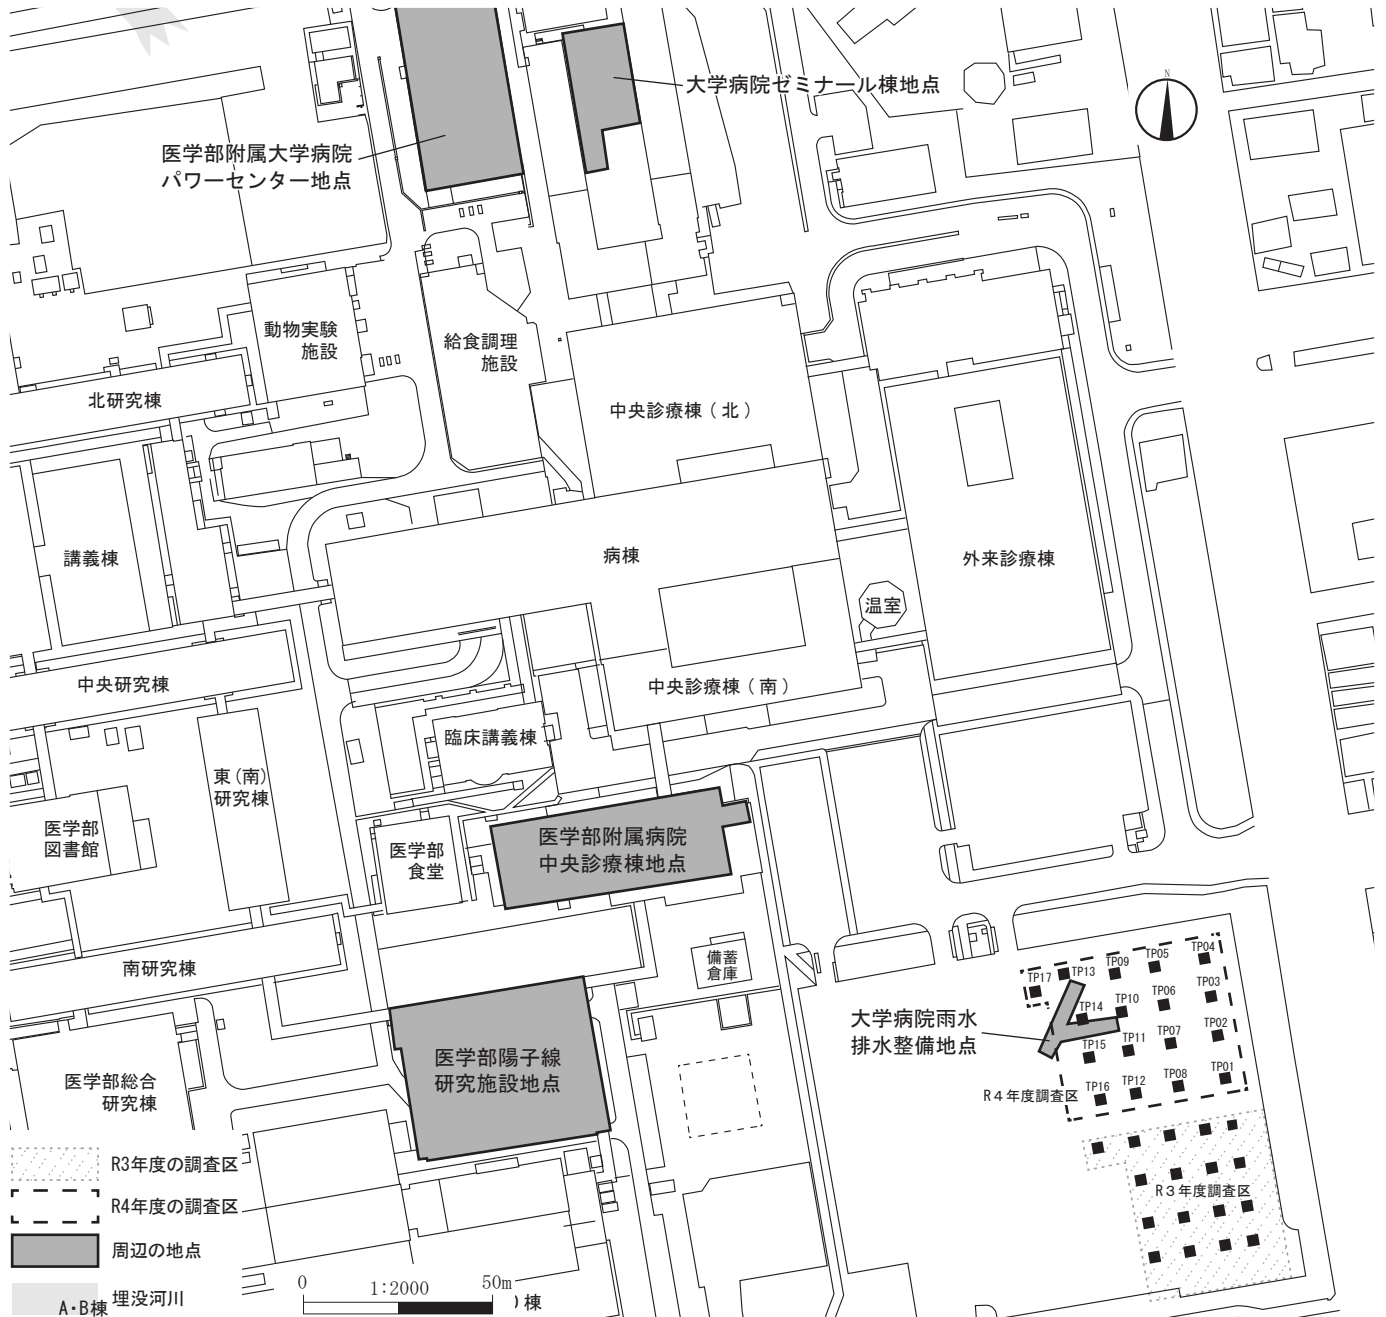 N
大学病院ゼミナール棟地点
医学部附属大学病院
パワーセンター地点
動物実験
施設
給食調理
施設
北研究棟
中央診療棟(北)
講義棟
病棟
外来診療棟
温室
中央研究棟
中央診療棟(南)
臨床講義棟
東(南)
研究棟
医学部
図書館
医学部
食堂
医学部附属病院
中央診療棟地点
南研究棟
備蓄
倉庫
TP17
TP13
TP09
TP05
TP04
TP14
TP10
TP06
TP03
大学病院雨水
排水整備地点
TP15
TP11
TP07
TP02
TP16
TP12
TP08
TP01
R4年度調査区
医学部陽子線
研究施設地点
医学部総合
研究棟
R3年度調査区
R3年度の調査区
R4年度の調査区
周辺の地点
埋没河川
A・B棟
0
1:2000
50m
棟